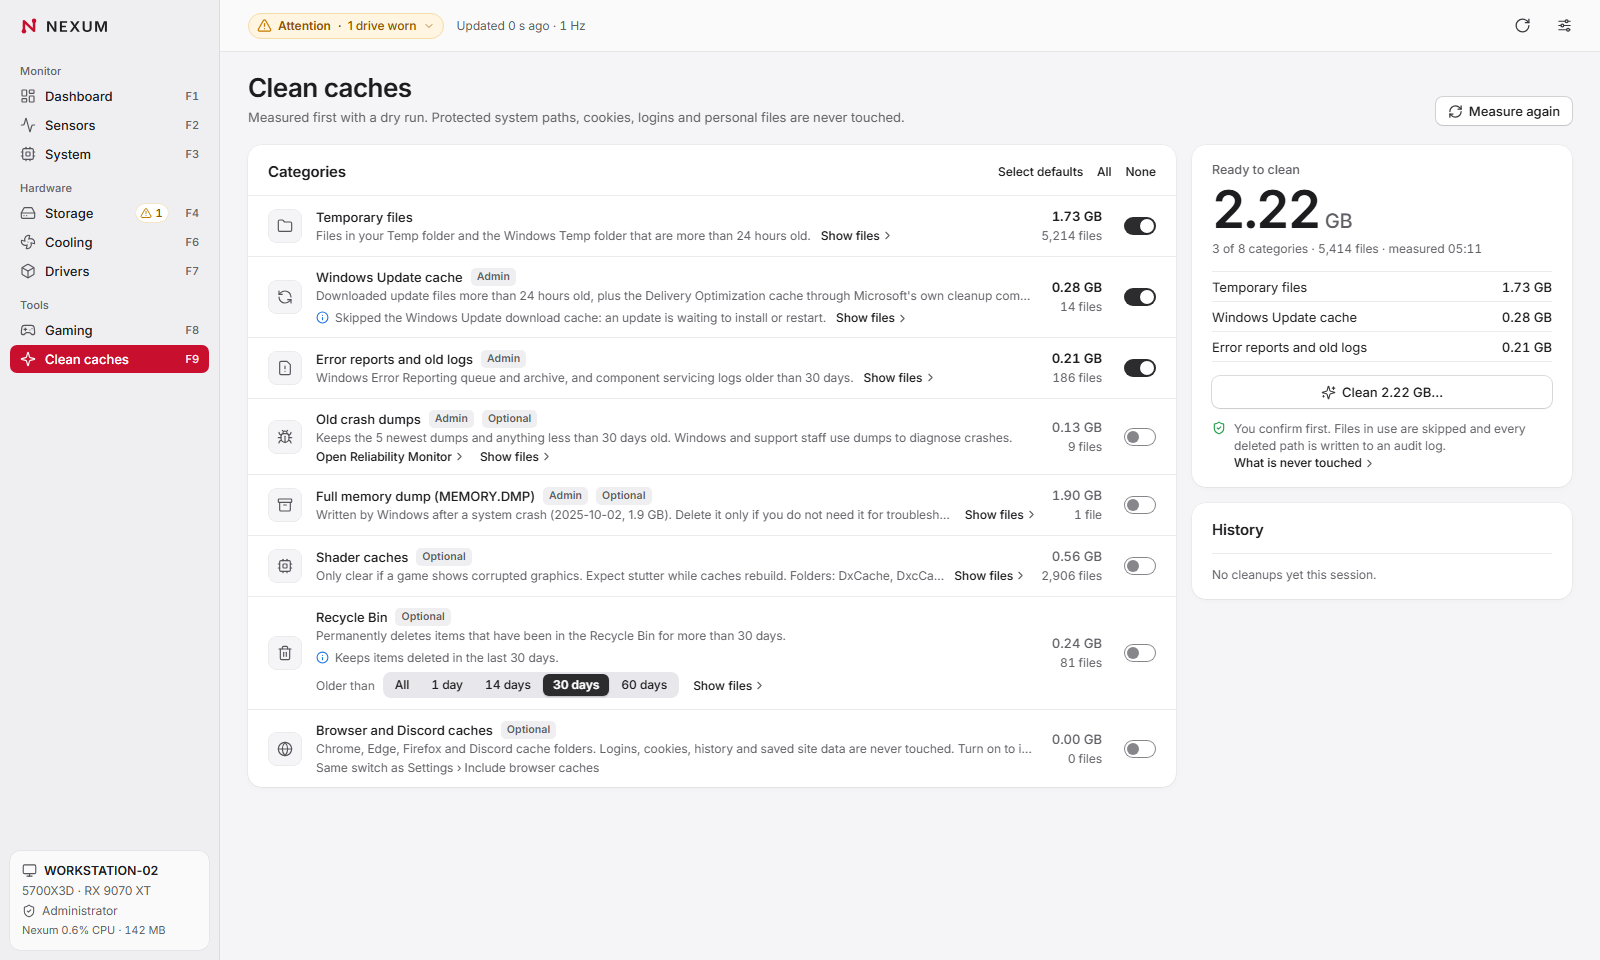 NEXUM
Attention · 1 drive worn
Updated 0 s ago · 1 Hz
Monitor
Dashboard F1
Sensors F2
System F3
Hardware
Storage 1 F4
Cooling F6
Drivers F7
Tools
Gaming F8
Clean caches F9
WORKSTATION-02
5700X3D · RX 9070 XT
Administrator
Nexum 0.6% CPU · 142 MB
Clean caches
Measured first with a dry run. Protected system paths, cookies, logins and personal files are never touched.
Measure again
Categories
Select defaults All None
Temporary files
1.73 GB
Files in your Temp folder and the Windows Temp folder that are more than 24 hours old. Show files
5,214 files
Windows Update cache Admin
0.28 GB
Downloaded update files more than 24 hours old, plus the Delivery Optimization cache through Microsoft's own cleanup com...
14 files
Skipped the Windows Update download cache: an update is waiting to install or restart. Show files
Error reports and old logs Admin
0.21 GB
Windows Error Reporting queue and archive, and component servicing logs older than 30 days. Show files
186 files
Old crash dumps Admin Optional
0.13 GB
Keeps the 5 newest dumps and anything less than 30 days old. Windows and support staff use dumps to diagnose crashes.
9 files
Open Reliability Monitor Show files
Full memory dump (MEMORY.DMP) Admin Optional
1.90 GB
Written by Windows after a system crash (2025-10-02, 1.9 GB). Delete it only if you do not need it for troublesh... Show files
1 file
Shader caches Optional
0.56 GB
Only clear if a game shows corrupted graphics. Expect stutter while caches rebuild. Folders: DxCache, DxcCa... Show files
2,906 files
Recycle Bin Optional
Permanently deletes items that have been in the Recycle Bin for more than 30 days.
0.24 GB
Keeps items deleted in the last 30 days.
81 files
Older than All 1 day 14 days 30 days 60 days Show files
Browser and Discord caches Optional
0.00 GB
Chrome, Edge, Firefox and Discord cache folders. Logins, cookies, history and saved site data are never touched. Turn on to i...
0 files
Same switch as Settings › Include browser caches
Ready to clean
2.22 GB
3 of 8 categories · 5,414 files · measured 05:11
Temporary files 1.73 GB
Windows Update cache 0.28 GB
Error reports and old logs 0.21 GB
Clean 2.22 GB...
You confirm first. Files in use are skipped and every
deleted path is written to an audit log.
What is never touched
History
No cleanups yet this session.